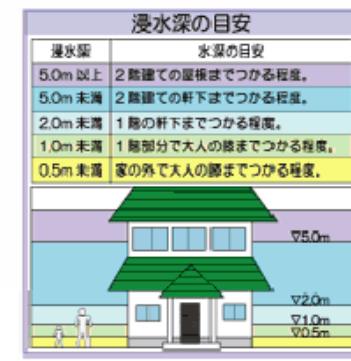 浸水深の目安
浸水深 水深の目安
5.0m 以上 2階建ての屋根までつかる程度。
5.0m 未満 2階建ての軒下までつかる程度。
2.0m 未満 1階の軒下までつかる程度。
1.0m 未満 1階部分で大人の膝までつかる程度。
0.5m 未満 家の外で大人の膝までつかる程度。
▽5.0m
▽2.0m
▽1.0m
▽0.5m